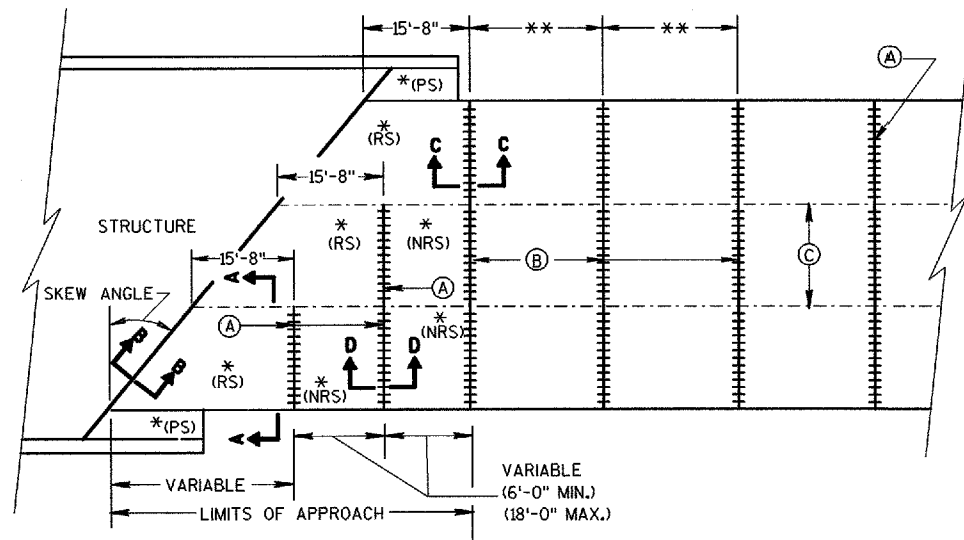 15'-8" ** **
A
*(PS)
*
(RS)
C C
15'-8"
STRUCTURE
*
(RS)
*
(NRS)
15'-8"
A
B
C
SKEW ANGLE
A
A
*
(NRS)
B
B
*
(RS)
D D
*
(NRS)
*(PS)
A
VARIABLE
(6'-0" MIN.)
(18'-0" MAX.)
VARIABLE
LIMITS OF APPROACH